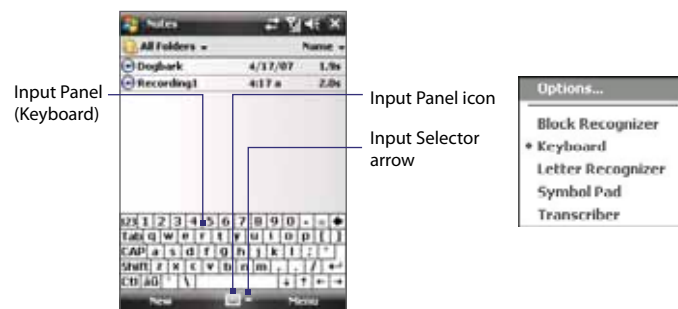 Notes
All Folders
Name
Dogbark 4/17/07 1.9s
Recording1 4:17 a 2.0s
Input Panel
(Keyboard)
Input Panel icon
Input Selector
arrow
123 1 2 3 4 5 6 7 8 9 0 - =
Tab q w e r t y u i o p [ ]
CAP a s d f g h j k l ; '
Shift z x c v b n m , . /
Ctl áü ` \
New Menu
Options...
Block Recognizer
Keyboard
Letter Recognizer
Symbol Pad
Transcriber